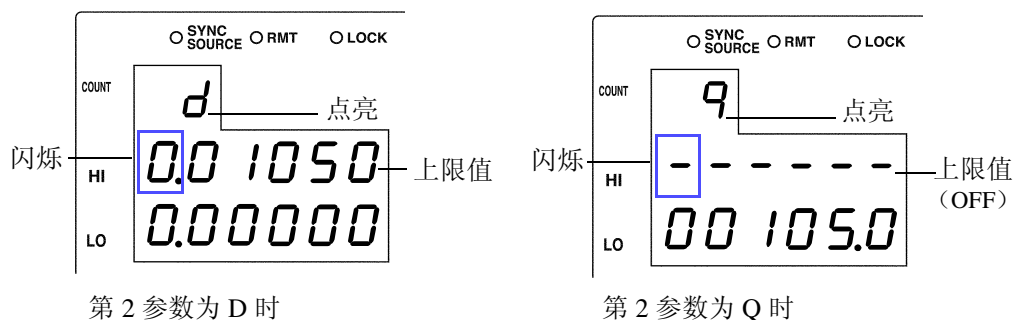 SYNC
SOURCE RMT LOCK
COUNT
d
点亮
闪烁
HI
0.01050
上限值
LO
0.00000
第 2 参数为 D 时
SYNC
SOURCE RMT LOCK
COUNT
q
点亮
闪烁
HI
- - - - - -
上限值
（OFF）
LO
00105.0
第 2 参数为 Q 时